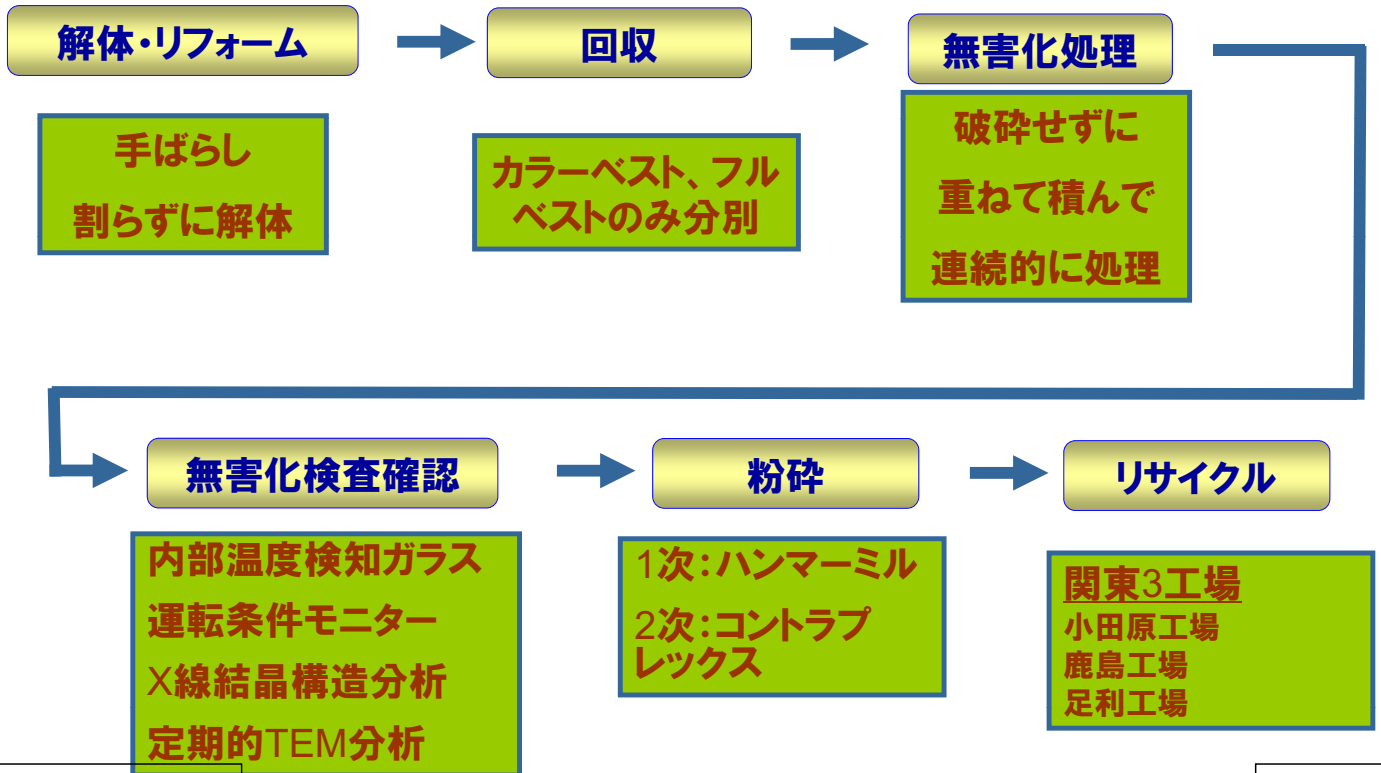 解体・リフォーム
回収
無害化処理
手ばらし
割らずに解体
カラーベスト、フル
ベストのみ分別
破砕せずに
重ねて積んで
連続的に処理
無害化検査確認
粉砕
リサイクル
内部温度検知ガラス
運転条件モニター
X線結晶構造分析
定期的TEM分析
1次：ハンマーミル
2次：コントラプ
レックス
関東3工場
小田原工場
鹿島工場
足利工場